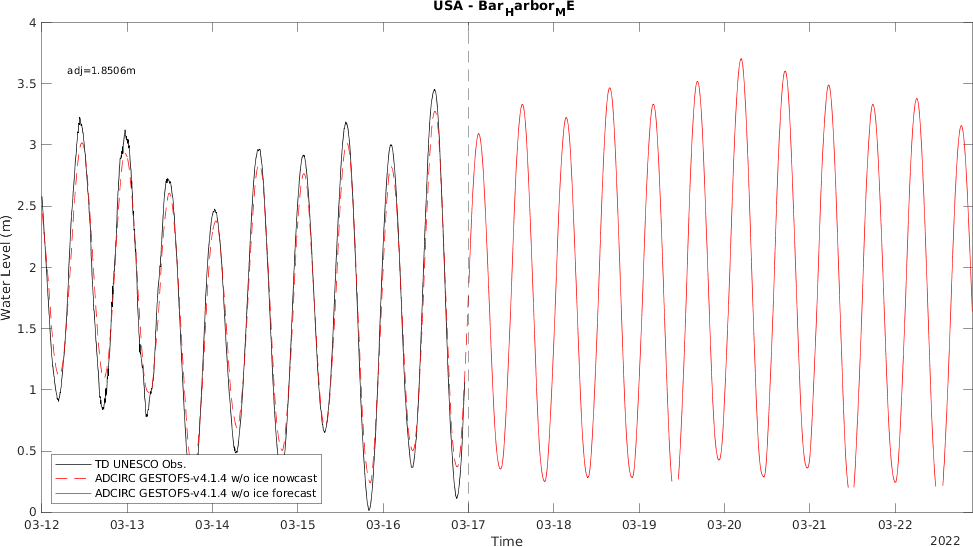 USA - Bar_Harbor_ME
4
adj=1.8506m
3.5
3
2.5
2
1.5
1
0.5
0
Water Level (m)
TD UNESCO Obs.
ADCIRC GESTOFS-v4.1.4 w/o ice nowcast
ADCIRC GESTOFS-v4.1.4 w/o ice forecast
03-12 03-13 03-14 03-15 03-16 03-17 03-18 03-19 03-20 03-21 03-22
Time
2022